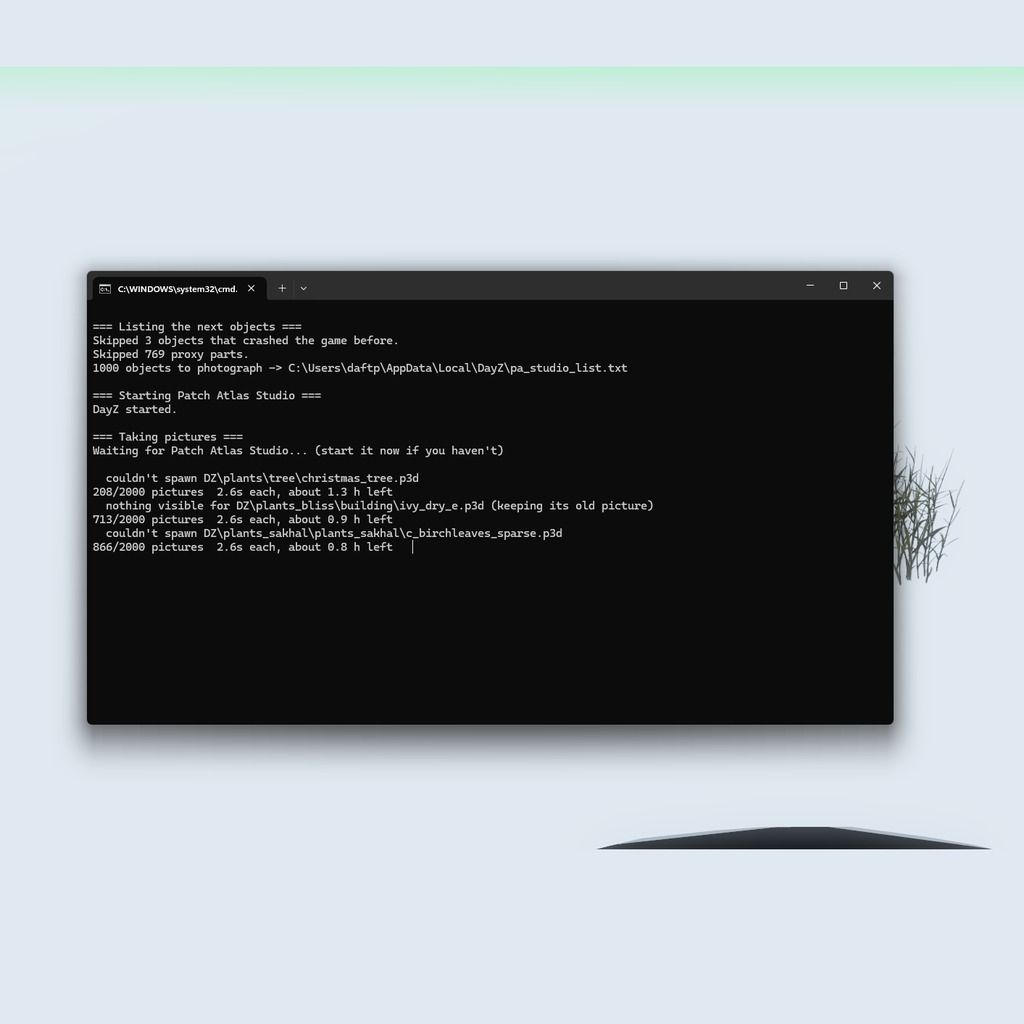 C:\WINDOWS\system32\cmd.
=== Listing the next objects ===
Skipped 3 objects that crashed the game before.
Skipped 769 proxy parts.
1000 objects to photograph -> C:\Users\daftp\AppData\Local\DayZ\pa_studio_list.txt
=== Starting Patch Atlas Studio ===
DayZ started.
=== Taking pictures ===
Waiting for Patch Atlas Studio... (start it now if you haven't)
couldn't spawn DZ\plants\tree\christmas_tree.p3d
208/2000 pictures  2.6s each, about 1.3 h left
nothing visible for DZ\plants_bliss\building\ivy_dry_e.p3d (keeping its old picture)
713/2000 pictures  2.6s each, about 0.9 h left
couldn't spawn DZ\plants_sakhal\plants_sakhal\c_birchleaves_sparse.p3d
866/2000 pictures  2.6s each, about 0.8 h left